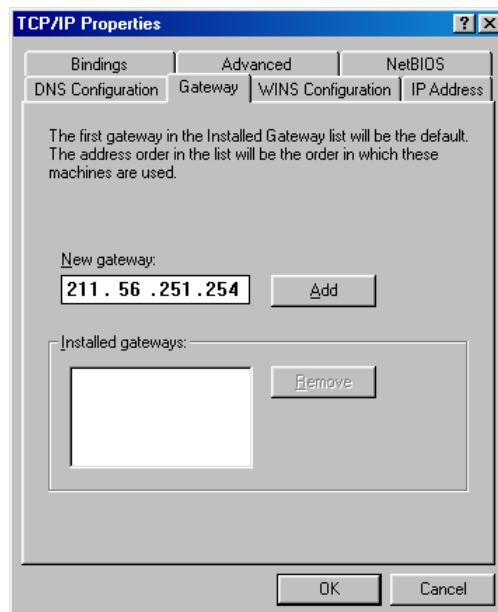 TCP/IP Properties
Bindings Advanced NetBIOS
DNS Configuration Gateway WINS Configuration IP Address
The first gateway in the Installed Gateway list will be the default.
The address order in the list will be the order in which these
machines are used.
New gateway:
211 . 56 .251 .254 Add
Installed gateways:
Remove
OK Cancel